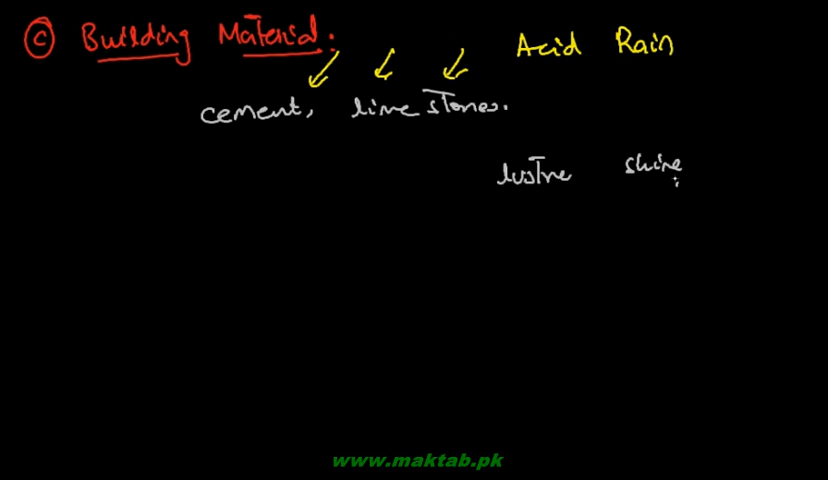 (c) Building Material: Acid Rain
cement, lime stones.
lustre shine
www.maktab.pk